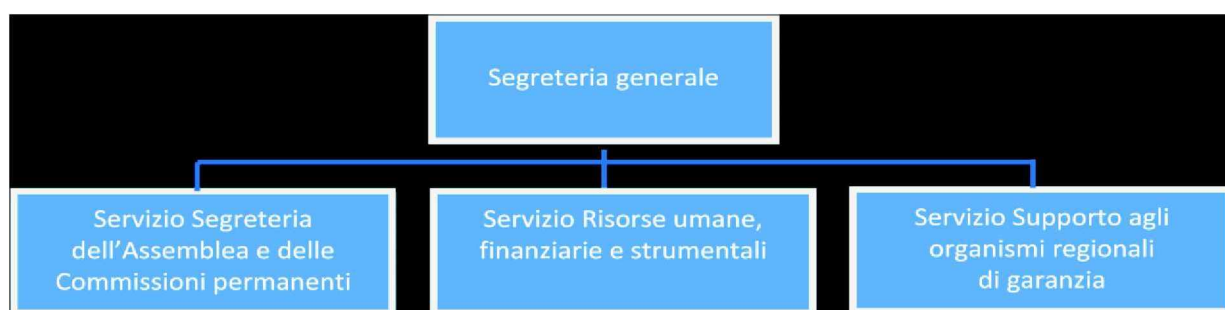 Segreteria generale
Servizio Segreteria
dell’Assemblea e delle
Commissioni permanenti
Servizio Risorse umane,
finanziarie e strumentali
Servizio Supporto agli
organismi regionali
di garanzia